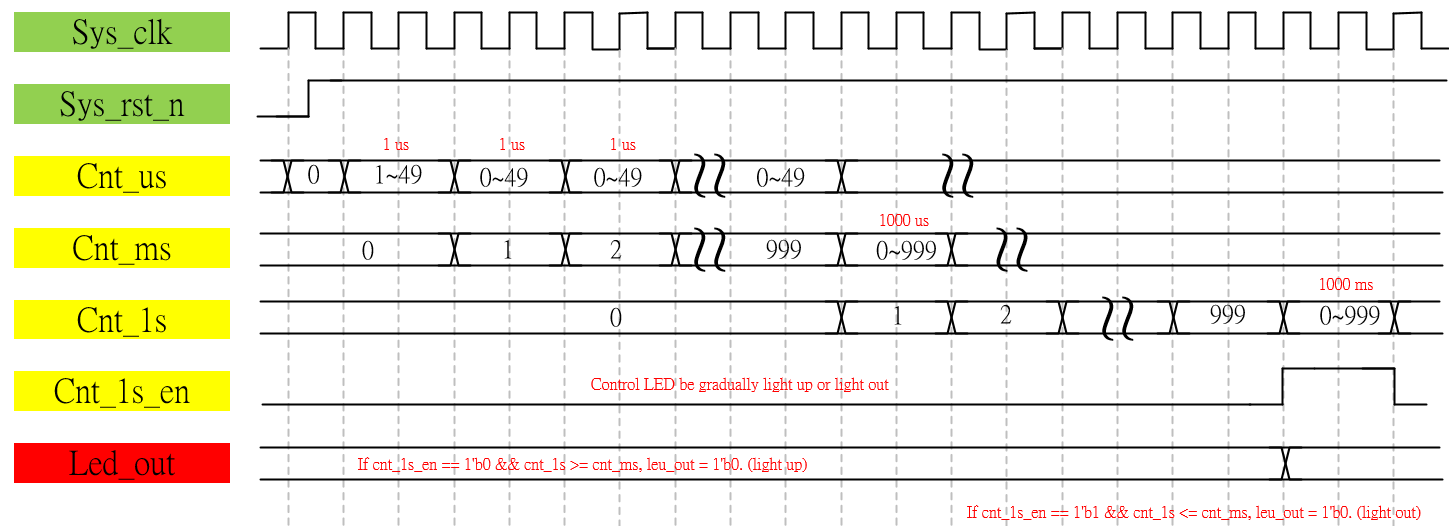 Sys_clk
Sys_rst_n
1 us 1 us 1 us
Cnt_us 0 1~49 0~49 0~49 0~49
1000 us
Cnt_ms 0 1 2 999 0~999
1000 ms
Cnt_1s 0 1 2 999 0~999
Cnt_1s_en Control LED be gradually light up or light out
Led_out If cnt_1s_en == 1'b0 && cnt_1s >= cnt_ms, leu_out = 1'b0. (light up)
If cnt_1s_en == 1'b1 && cnt_1s <= cnt_ms, leu_out = 1'b0. (light out)